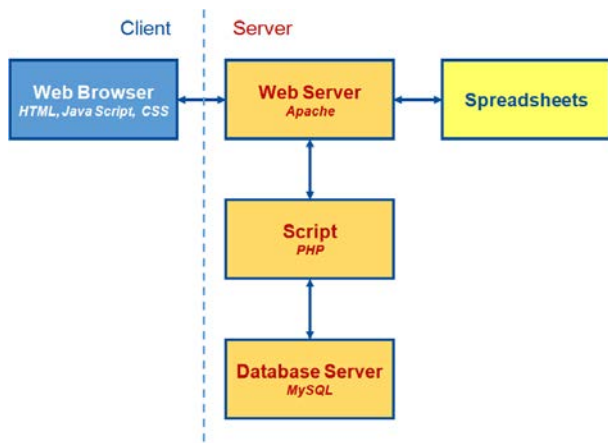 Client
Server
Web Browser
HTML, Java Script, CSS
Web Server
Apache
Spreadsheets
Script
PHP
Database Server
MySQL